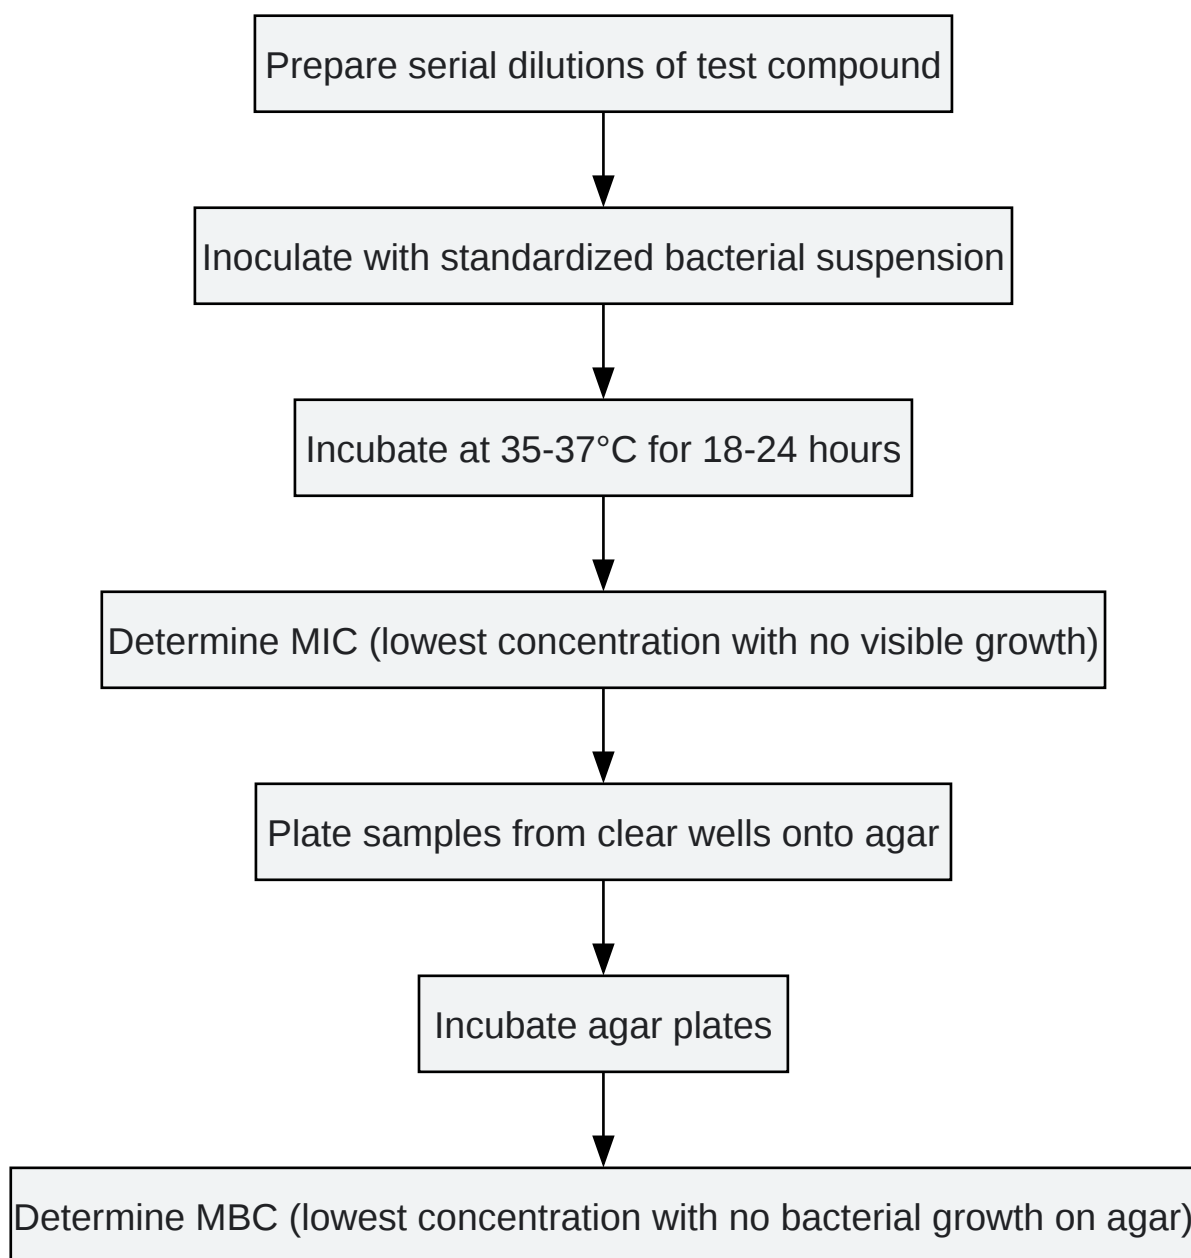 Prepare serial dilutions of test compound
Inoculate with standardized bacterial suspension
Incubate at 35-37°C for 18-24 hours
Determine MIC (lowest concentration with no visible growth)
Plate samples from clear wells onto agar
Incubate agar plates
Determine MBC (lowest concentration with no bacterial growth on agar)